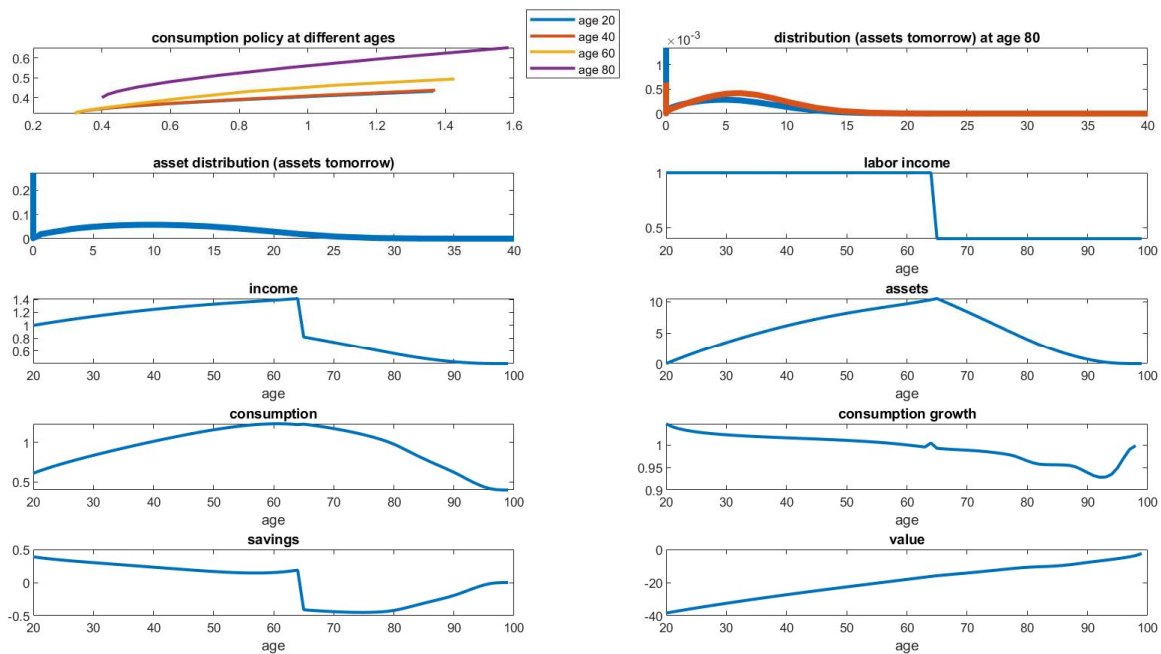 age 20
age 40
age 60
age 80
consumption policy at different ages
0.6
0.5
0.4
0.2 0.4 0.6 0.8 1 1.2 1.4 1.6
distribution (assets tomorrow) at age 80
×10⁻³
1
0.5
0
0 5 10 15 20 25 30 35 40
asset distribution (assets tomorrow)
0.2
0.1
0
0 5 10 15 20 25 30 35 40
labor income
1
0.5
20 30 40 50 60 70 80 90 100
age
income
1.4
1.2
1
0.8
0.6
20 30 40 50 60 70 80 90 100
age
assets
10
5
0
20 30 40 50 60 70 80 90 100
age
consumption
1
0.5
20 30 40 50 60 70 80 90 100
age
consumption growth
1
0.95
0.9
20 30 40 50 60 70 80 90 100
age
savings
0.5
0
-0.5
20 30 40 50 60 70 80 90 100
age
value
0
-20
-40
20 30 40 50 60 70 80 90 100
age